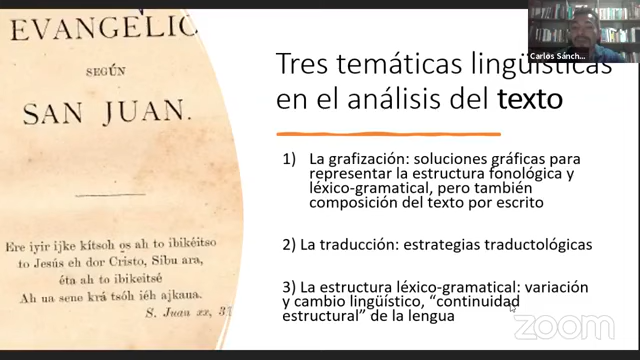 EVANGELIO
SEGÚN
SAN JUAN.
Ere iyir ijke kítsoh os ah to ibikéitso
to Jesús eh dor Cristo, Sibu ara,
éta ah to ibikeitsé
Ah ua sene krá tsóh iéh ajkana.
S. Juan xx, 3
Carlos Sánch...
Tres temáticas lingüísticas
en el análisis del texto
1) La grafización: soluciones gráficas para
representar la estructura fonológica y
léxico-gramatical, pero también
composición del texto por escrito
2) La traducción: estrategias traductológicas
3) La estructura léxico-gramatical: variación
y cambio lingüístico, “continuidad
estructural” de la lengua
zoom